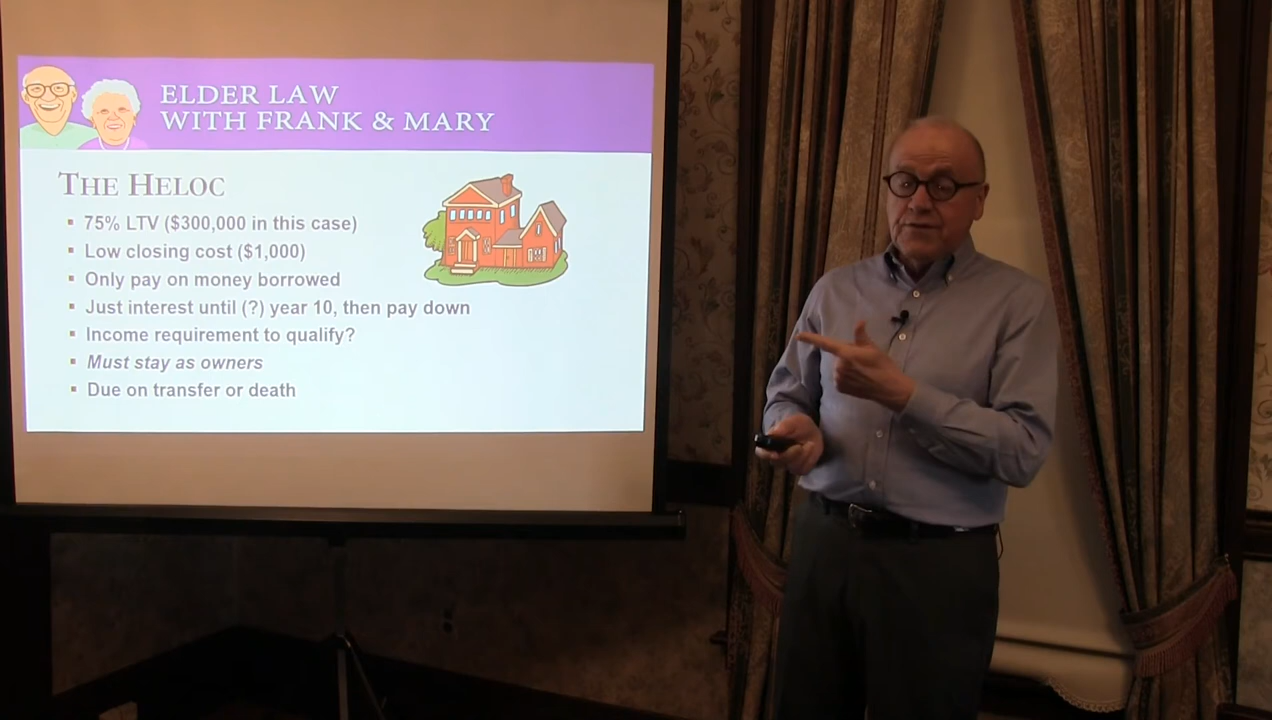 ELDER LAW
WITH FRANK & MARY
THE HELOC
75% LTV ($300,000 in this case)
Low closing cost ($1,000)
Only pay on money borrowed
Just interest until (?) year 10, then pay down
Income requirement to qualify?
Must stay as owners
Due on transfer or death